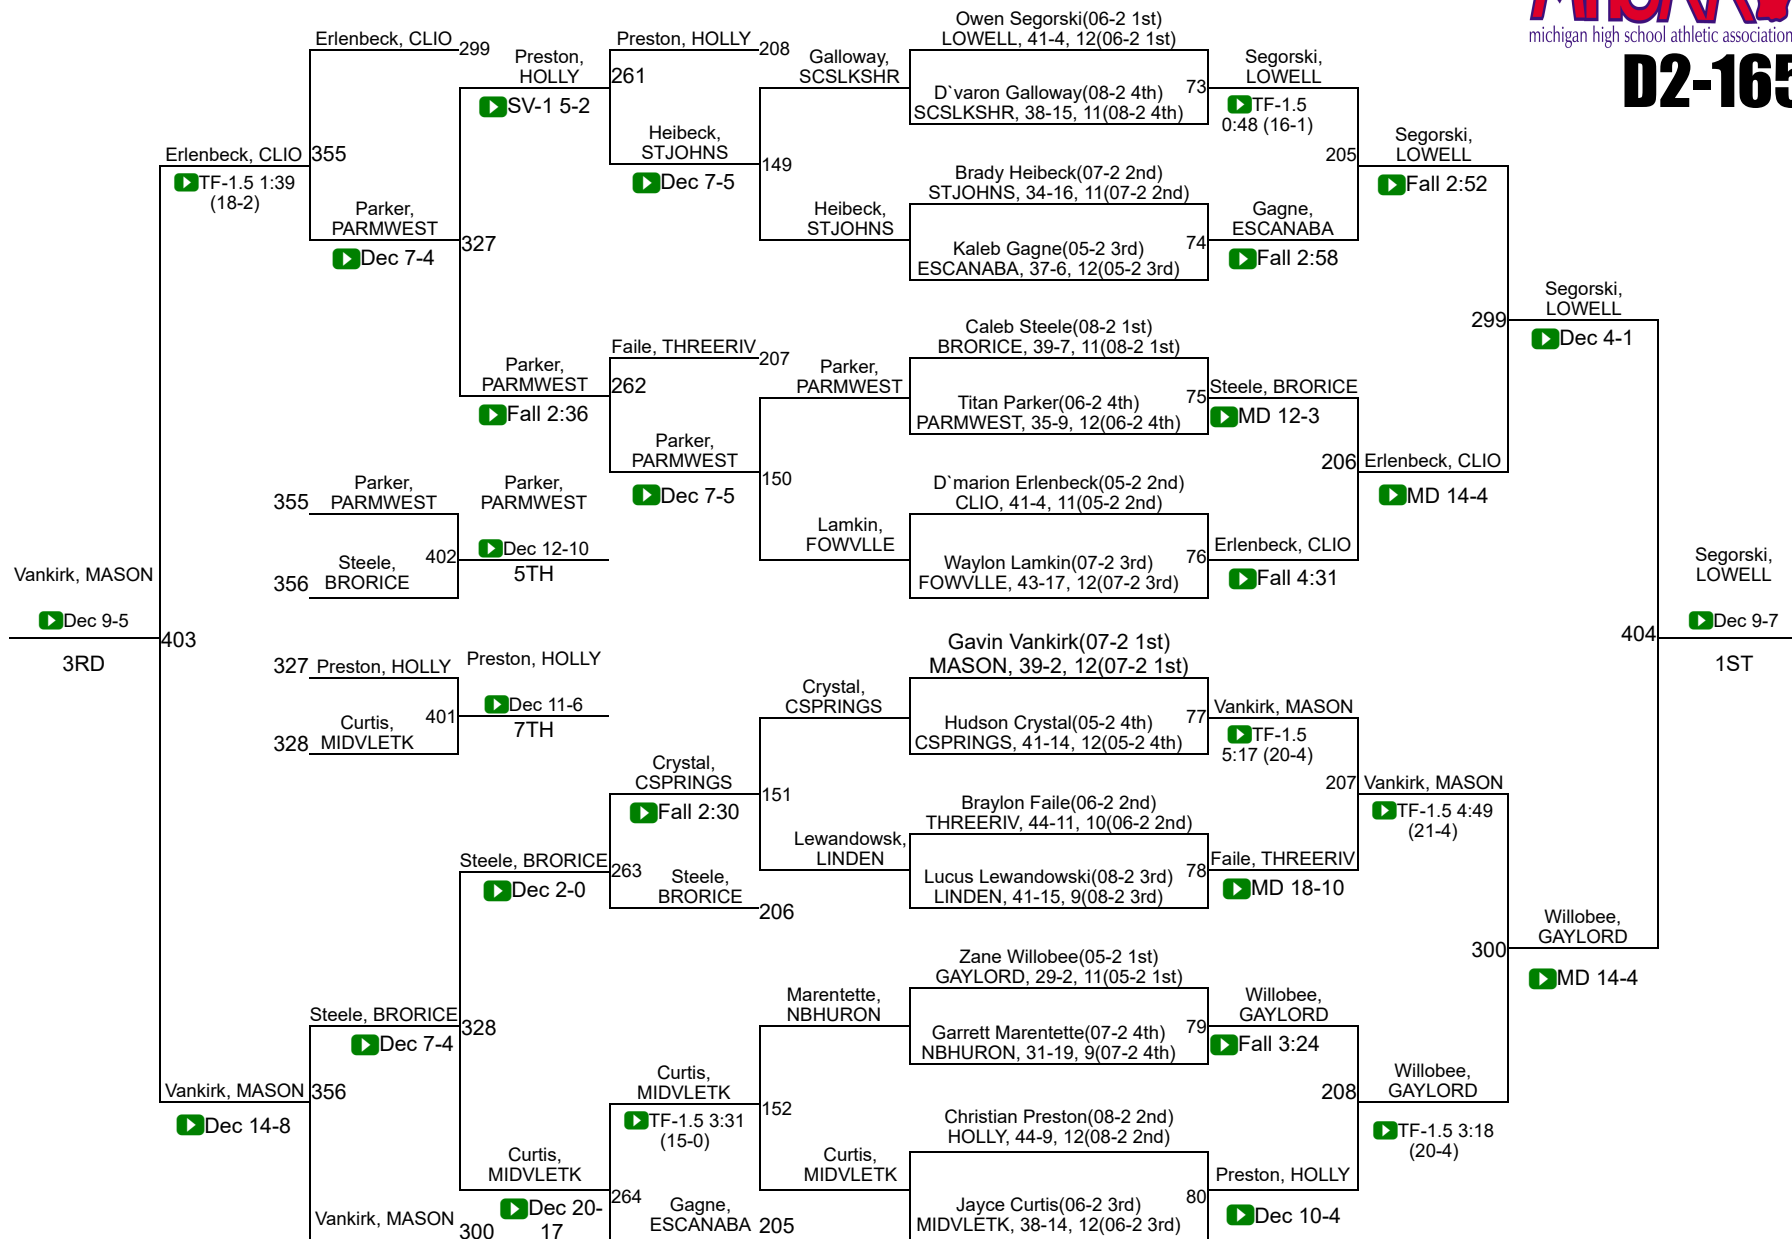 michigan high school athletic association
D2-165
Erlenbeck, CLIO
299
Preston,
HOLLY
SV-1 5-2
Preston, HOLLY
208
261
Heibeck,
STJOHNS
Dec 7-5
Galloway,
SCSLKSHR
149
Heibeck,
STJOHNS
Owen Segorski(06-2 1st)
LOWELL, 41-4, 12(06-2 1st)
D`varon Galloway(08-2 4th)
SCSLKSHR, 38-15, 11(08-2 4th)
73
Segorski,
LOWELL
TF-1.5
0:48 (16-1)
Brady Heibeck(07-2 2nd)
STJOHNS, 34-16, 11(07-2 2nd)
Kaleb Gagne(05-2 3rd)
ESCANABA, 37-6, 12(05-2 3rd)
74
Gagne,
ESCANABA
Fall 2:58
205
Segorski,
LOWELL
Fall 2:52
Erlenbeck, CLIO
355
TF-1.5 1:39
(18-2)
Parker,
PARMWEST
Dec 7-4
327
Parker,
PARMWEST
Fall 2:36
Faile, THREERIV
207
262
Parker,
PARMWEST
Dec 7-5
Parker,
PARMWEST
150
Lamkin,
FOWVLLE
Caleb Steele(08-2 1st)
BRORICE, 39-7, 11(08-2 1st)
Titan Parker(06-2 4th)
PARMWEST, 35-9, 12(06-2 4th)
75
Steele, BRORICE
MD 12-3
D`marion Erlenbeck(05-2 2nd)
CLIO, 41-4, 11(05-2 2nd)
Waylon Lamkin(07-2 3rd)
FOWVLLE, 43-17, 12(07-2 3rd)
76
Erlenbeck, CLIO
Fall 4:31
206
Erlenbeck, CLIO
MD 14-4
299
Segorski,
LOWELL
Dec 4-1
355
Parker,
PARMWEST
356
Steele,
BRORICE
402
Parker,
PARMWEST
Dec 12-10
5TH
Vankirk, MASON
Dec 9-5
3RD
403
327
Preston, HOLLY
328
Curtis,
MIDVLETK
401
Preston, HOLLY
Dec 11-6
7TH
404
Segorski,
LOWELL
Dec 9-7
1ST
Crystal,
CSPRINGS
151
Lewandowsk,
LINDEN
Gavin Vankirk(07-2 1st)
MASON, 39-2, 12(07-2 1st)
Hudson Crystal(05-2 4th)
CSPRINGS, 41-14, 12(05-2 4th)
77
Vankirk, MASON
TF-1.5
5:17 (20-4)
Braylon Faile(06-2 2nd)
THREERIV, 44-11, 10(06-2 2nd)
Lucus Lewandowski(08-2 3rd)
LINDEN, 41-15, 9(08-2 3rd)
78
Faile, THREERIV
MD 18-10
207
Vankirk, MASON
TF-1.5 4:49
(21-4)
Crystal,
CSPRINGS
Fall 2:30
Steele, BRORICE
263
Dec 2-0
Steele,
BRORICE
206
Steele, BRORICE
Dec 7-4
328
Vankirk, MASON
356
Dec 14-8
Vankirk, MASON
300
Curtis,
MIDVLETK
Dec 20-
17
Curtis,
MIDVLETK
TF-1.5 3:31
(15-0)
264
Gagne,
ESCANABA
205
Marentette,
NBHURON
152
Curtis,
MIDVLETK
Zane Willobee(05-2 1st)
GAYLORD, 29-2, 11(05-2 1st)
Garrett Marentette(07-2 4th)
NBHURON, 31-19, 9(07-2 4th)
79
Willobee,
GAYLORD
Fall 3:24
Christian Preston(08-2 2nd)
HOLLY, 44-9, 12(08-2 2nd)
Jayce Curtis(06-2 3rd)
MIDVLETK, 38-14, 12(06-2 3rd)
80
Preston, HOLLY
Dec 10-4
208
Willobee,
GAYLORD
TF-1.5 3:18
(20-4)
300
Willobee,
GAYLORD
MD 14-4